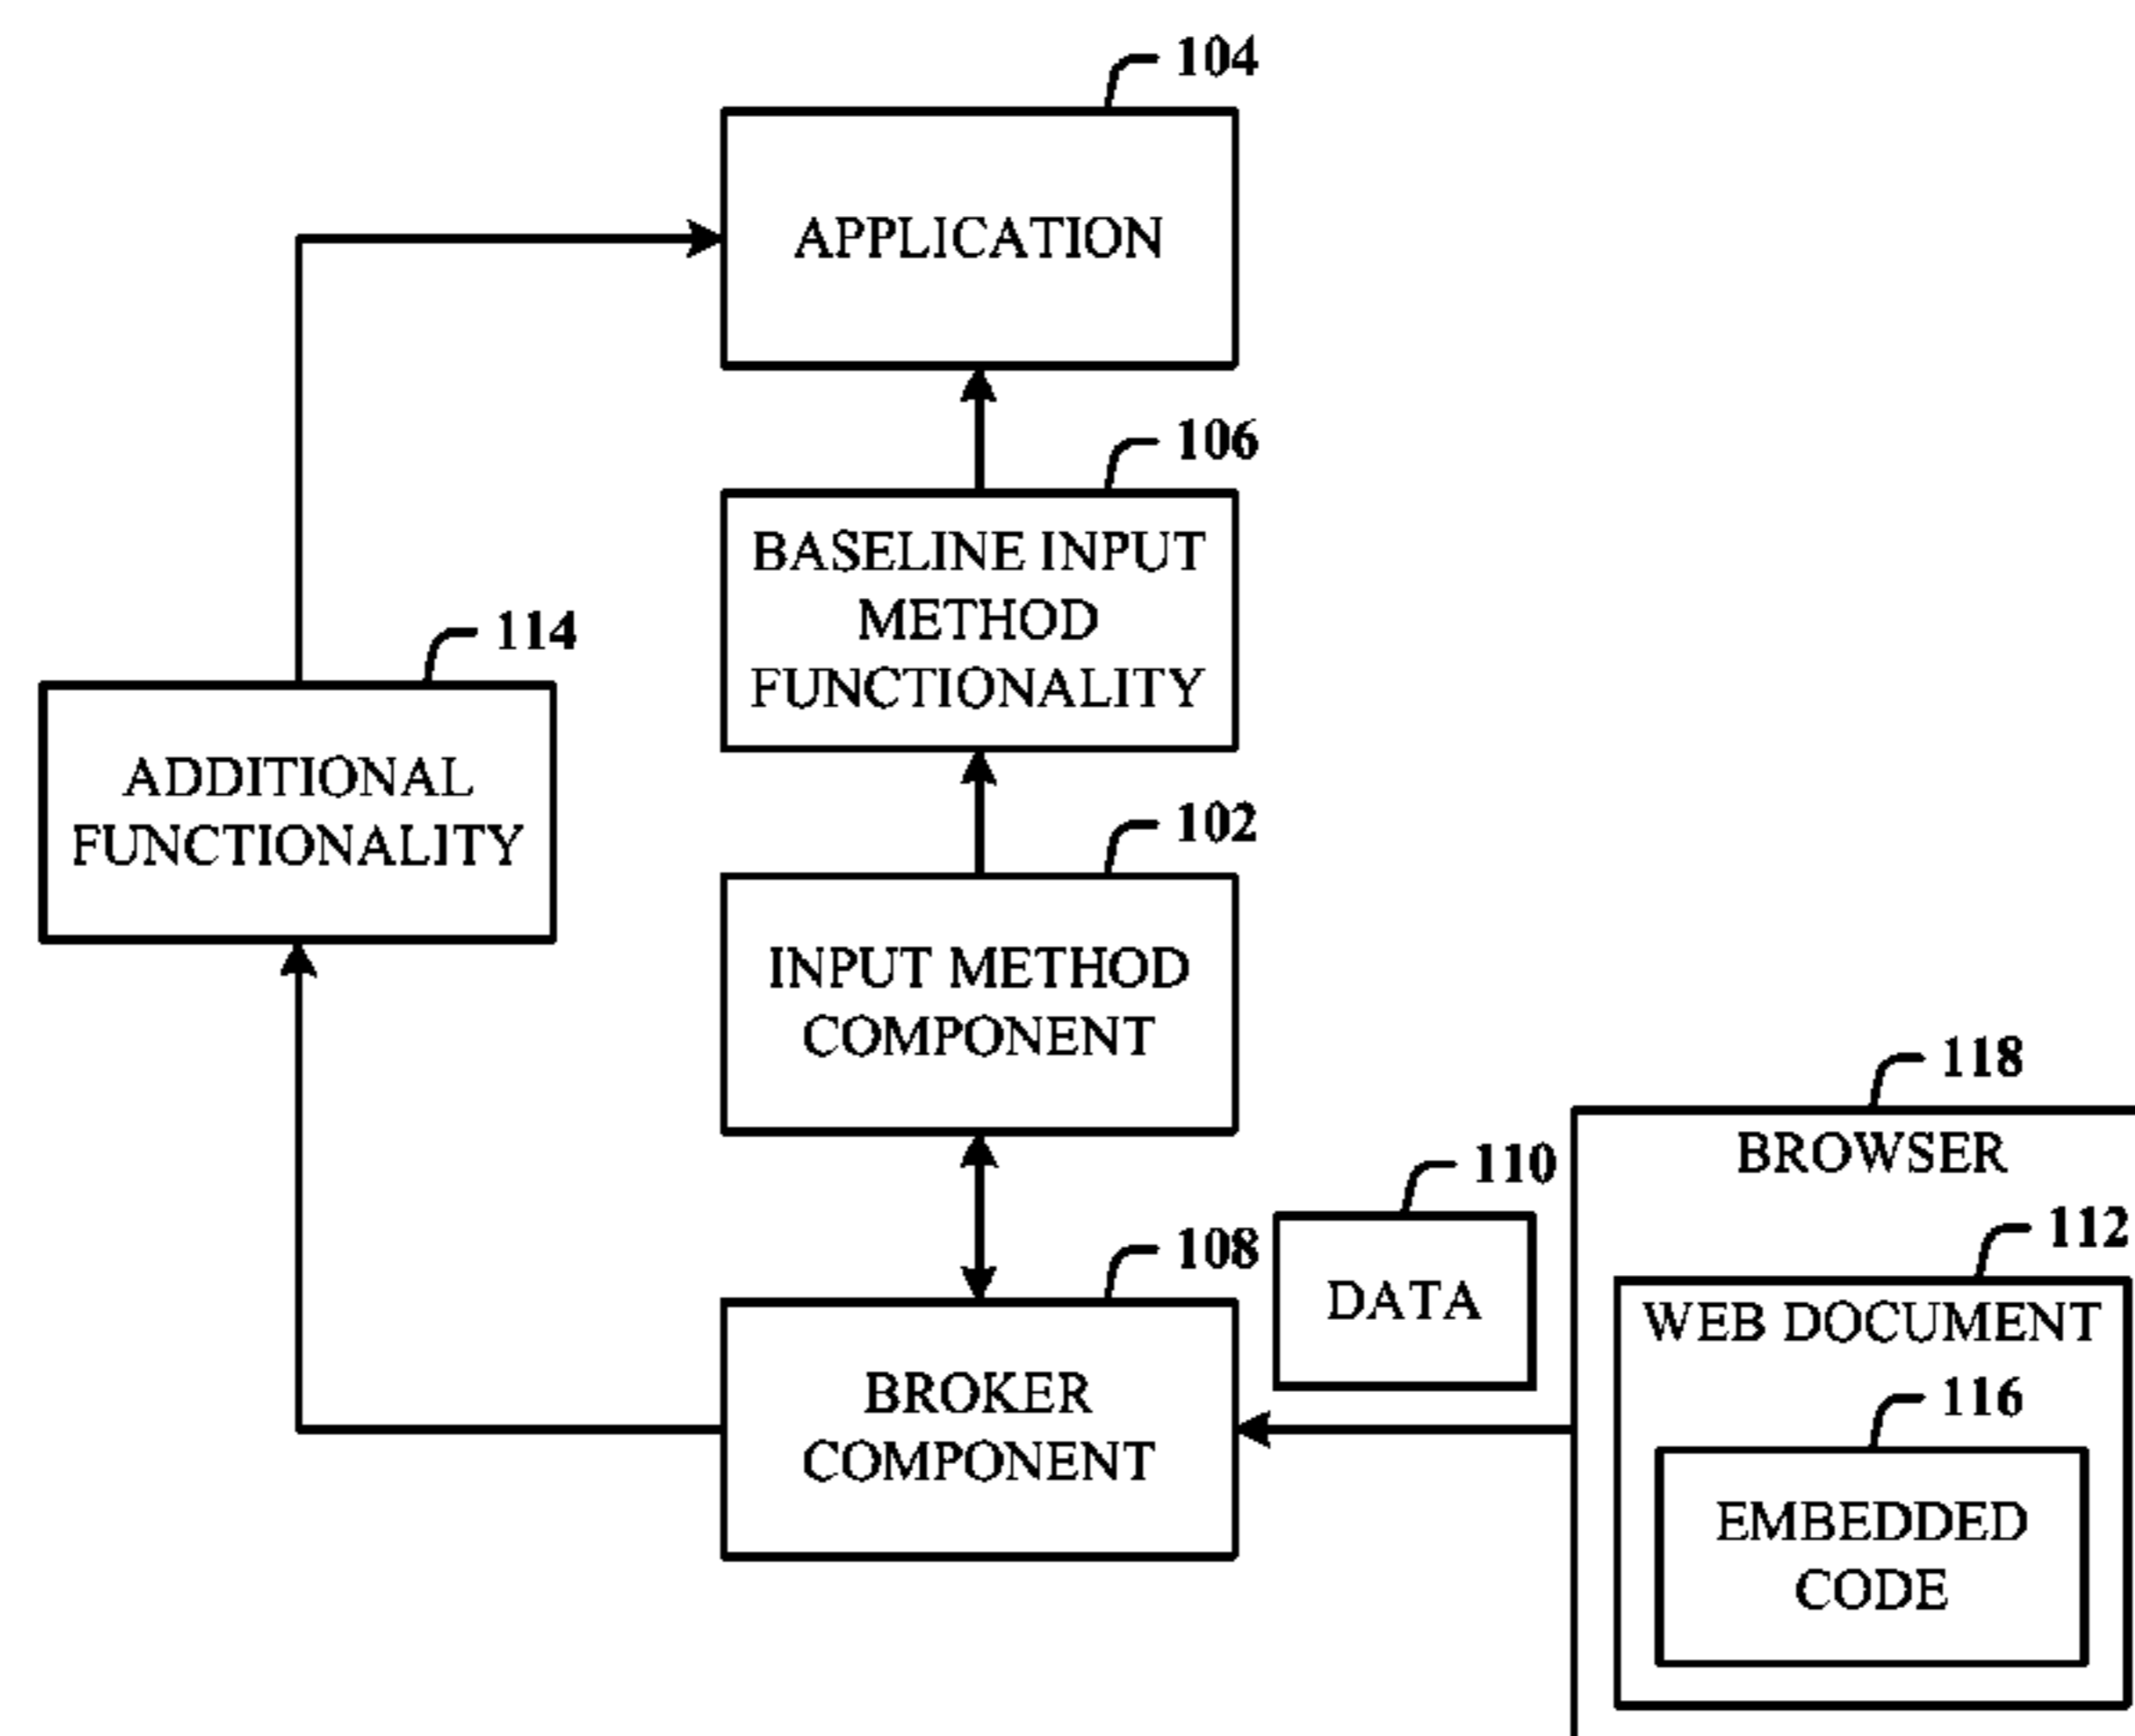 104
APPLICATION
106
BASELINE INPUT
METHOD
FUNCTIONALITY
114
ADDITIONAL
FUNCTIONALITY
102
INPUT METHOD
COMPONENT
118
BROWSER
110
DATA
112
WEB DOCUMENT
108
BROKER
COMPONENT
116
EMBEDDED
CODE